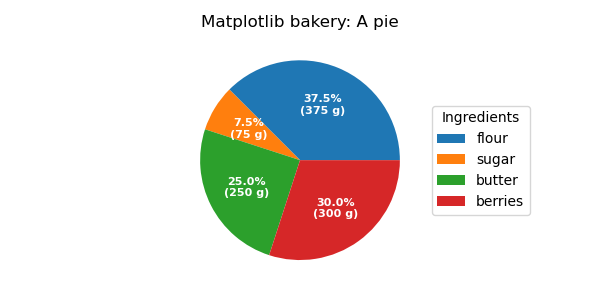 Matplotlib bakery: A pie
37.5%
(375 g)
7.5%
(75 g)
25.0%
(250 g)
30.0%
(300 g)
Ingredients
flour
sugar
butter
berries